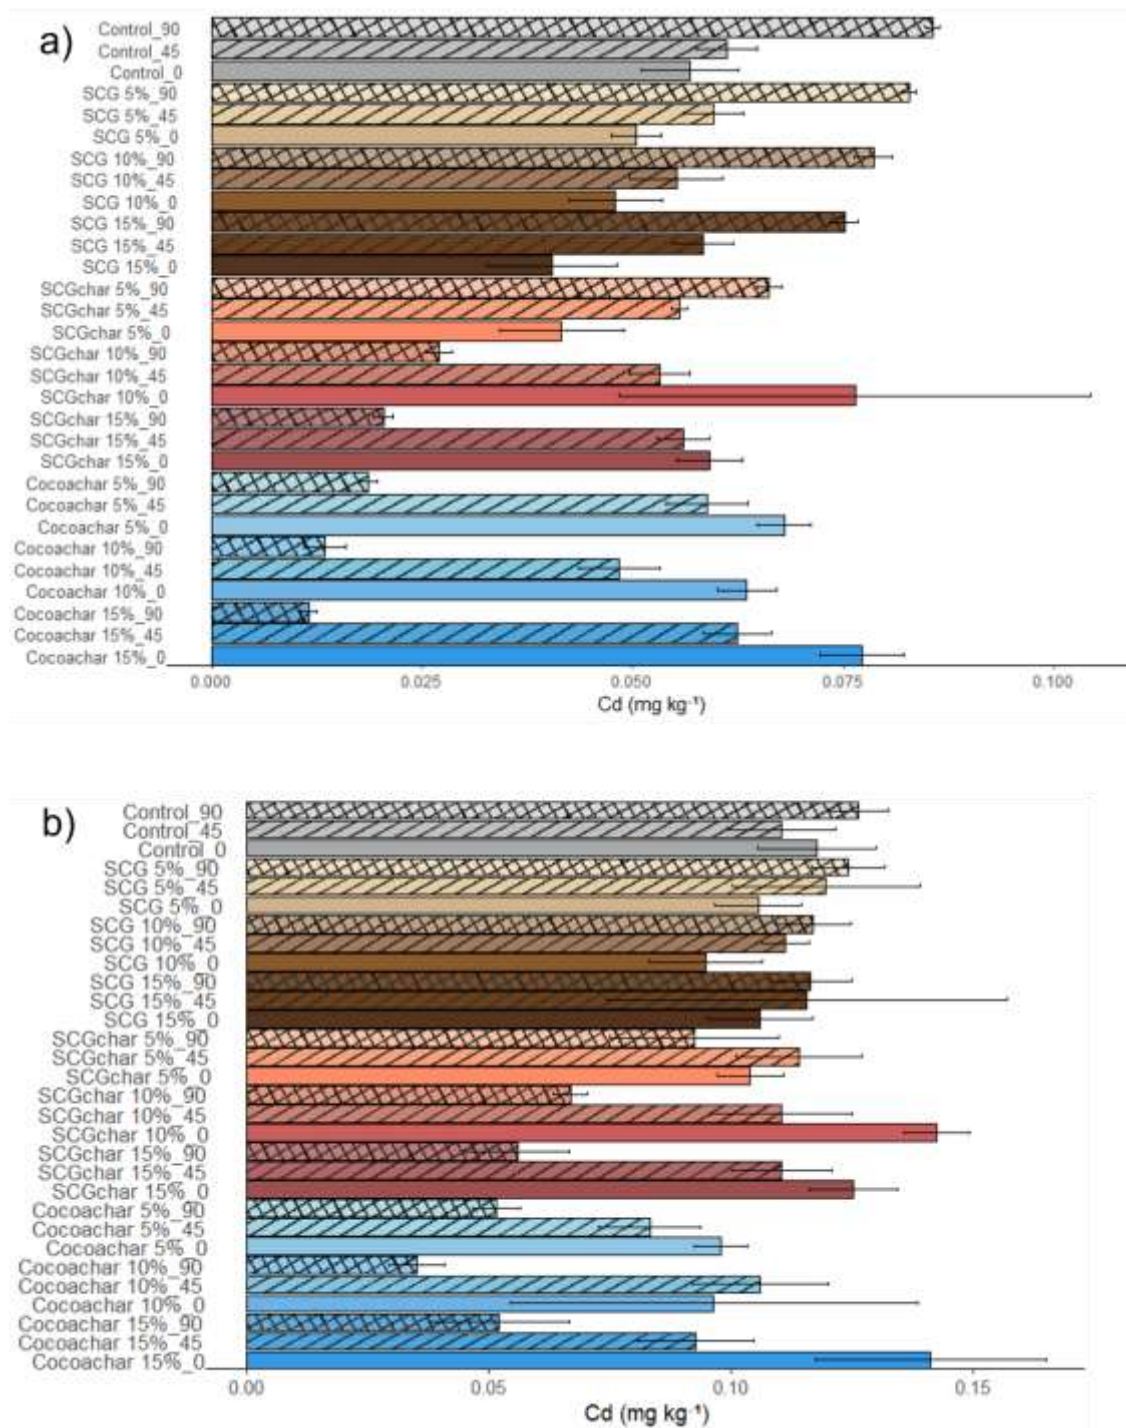 a)
Control_90
Control_45
Control_0
SCG 5%_90
SCG 5%_45
SCG 5%_0
SCG 10%_90
SCG 10%_45
SCG 10%_0
SCG 15%_90
SCG 15%_45
SCG 15%_0
SCGchar 5%_90
SCGchar 5%_45
SCGchar 5%_0
SCGchar 10%_90
SCGchar 10%_45
SCGchar 10%_0
SCGchar 15%_90
SCGchar 15%_45
SCGchar 15%_0
Cocoachar 5%_90
Cocoachar 5%_45
Cocoachar 5%_0
Cocoachar 10%_90
Cocoachar 10%_45
Cocoachar 10%_0
Cocoachar 15%_90
Cocoachar 15%_45
Cocoachar 15%_0
0.000 0.025 0.050 0.075 0.100
Cd (mg kg⁻¹)
b)
Control_90
Control_45
Control_0
SCG 5%_90
SCG 5%_45
SCG 5%_0
SCG 10%_90
SCG 10%_45
SCG 10%_0
SCG 15%_90
SCG 15%_45
SCG 15%_0
SCGchar 5%_90
SCGchar 5%_45
SCGchar 5%_0
SCGchar 10%_90
SCGchar 10%_45
SCGchar 10%_0
SCGchar 15%_90
SCGchar 15%_45
SCGchar 15%_0
Cocoachar 5%_90
Cocoachar 5%_45
Cocoachar 5%_0
Cocoachar 10%_90
Cocoachar 10%_45
Cocoachar 10%_0
Cocoachar 15%_90
Cocoachar 15%_45
Cocoachar 15%_0
0.00 0.05 0.10 0.15
Cd (mg kg⁻¹)